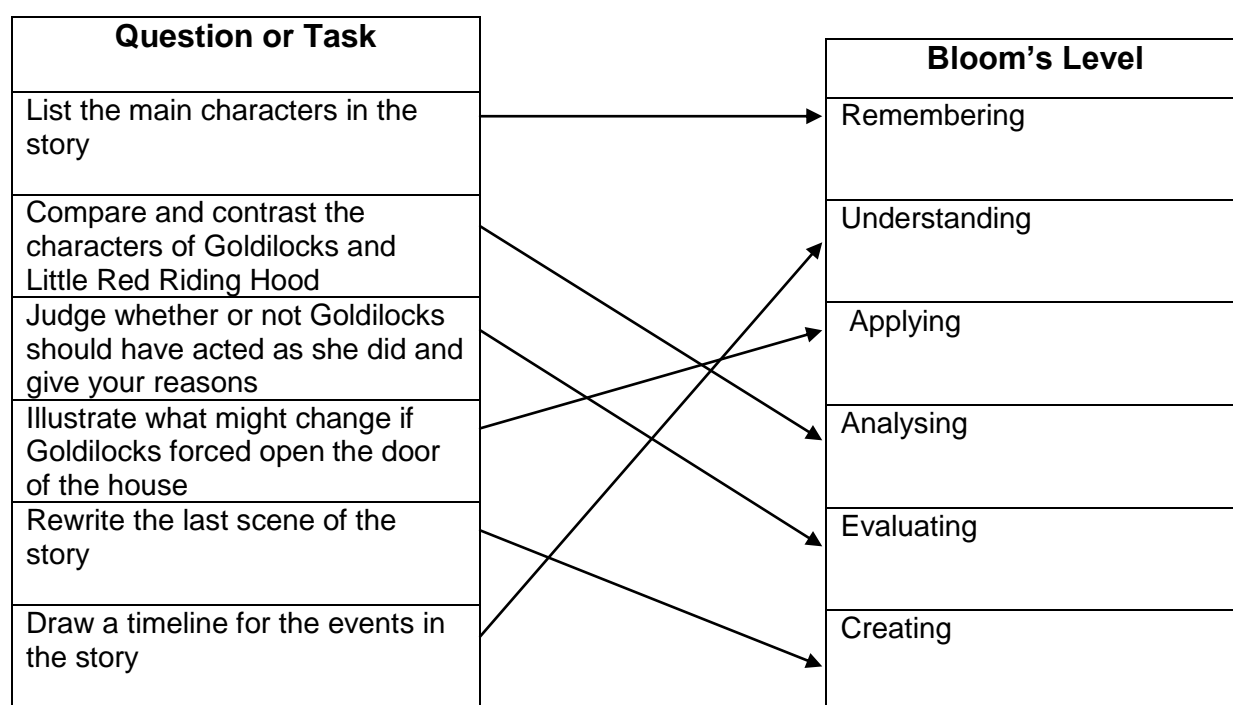 Question or Task
List the main characters in the
story
Compare and contrast the
characters of Goldilocks and
Little Red Riding Hood
Judge whether or not Goldilocks
should have acted as she did and
give your reasons
Illustrate what might change if
Goldilocks forced open the door
of the house
Rewrite the last scene of the
story
Draw a timeline for the events in
the story
Bloom’s Level
Remembering
Understanding
Applying
Analysing
Evaluating
Creating